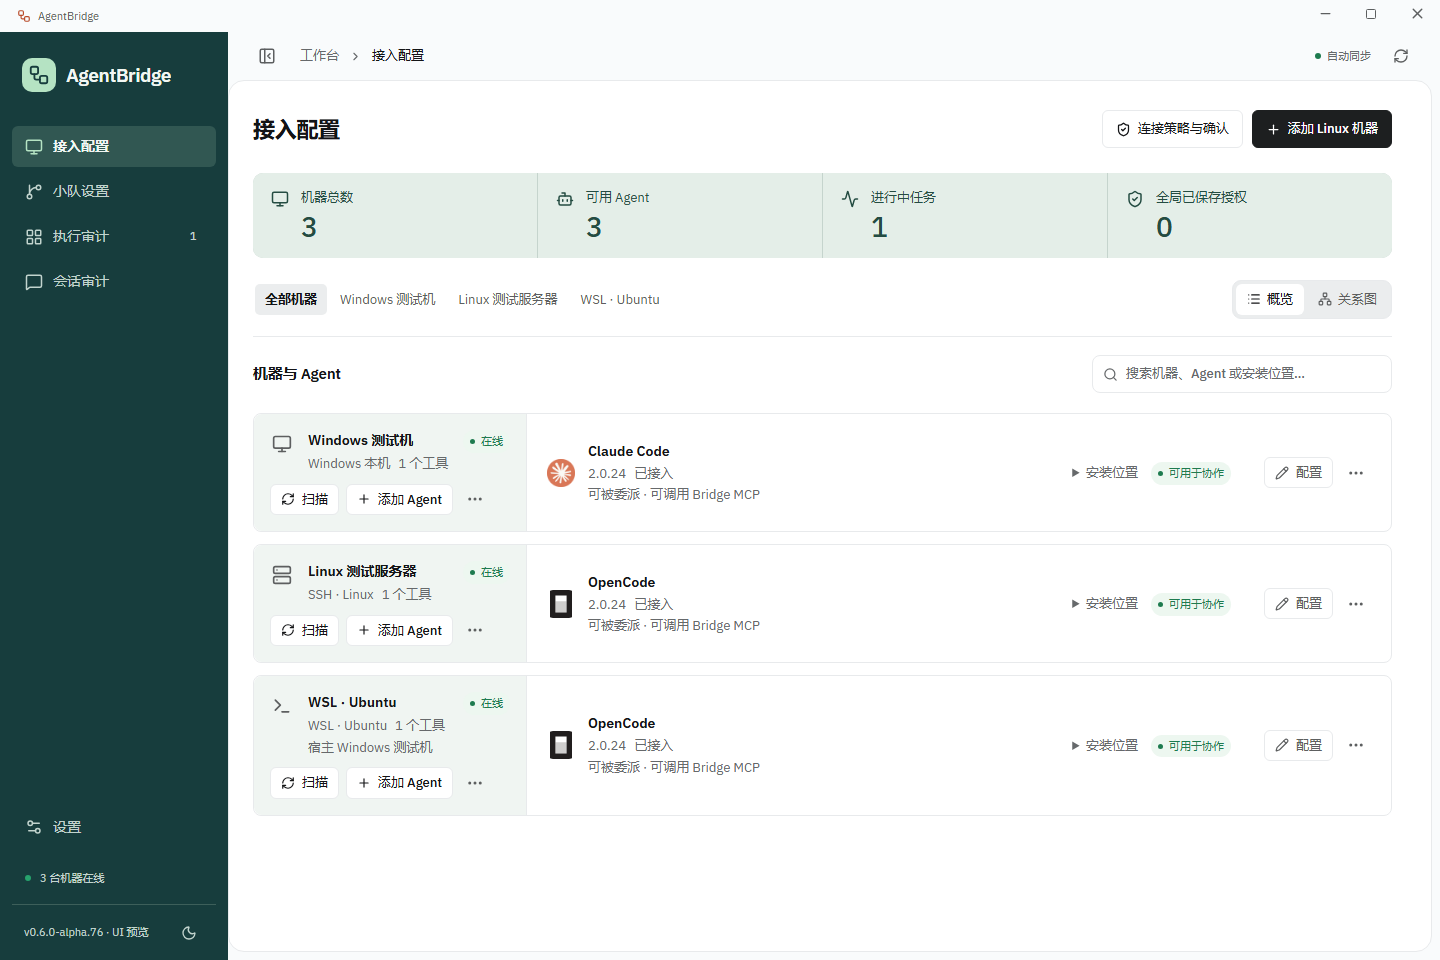 AgentBridge
AgentBridge
工作台 > 接入配置
自动同步
接入配置
小队设置
执行审计 1
会话审计
设置
3 台机器在线
v0.6.0-alpha.76 · UI 预览
接入配置
连接策略与确认
+ 添加 Linux 机器
机器总数
3
可用 Agent
3
进行中任务
1
全局已保存授权
0
全部机器 Windows 测试机 Linux 测试服务器 WSL · Ubuntu
概览 关系图
机器与 Agent
搜索机器、Agent 或安装位置...
Windows 测试机 在线
Windows 本机 1 个工具
扫描 + 添加 Agent
Claude Code
2.0.24 已接入
可被委派 · 可调用 Bridge MCP
安装位置 可用于协作 配置
Linux 测试服务器 在线
SSH · Linux 1 个工具
扫描 + 添加 Agent
OpenCode
2.0.24 已接入
可被委派 · 可调用 Bridge MCP
安装位置 可用于协作 配置
WSL · Ubuntu 在线
WSL · Ubuntu 1 个工具
宿主 Windows 测试机
扫描 + 添加 Agent
OpenCode
2.0.24 已接入
可被委派 · 可调用 Bridge MCP
安装位置 可用于协作 配置